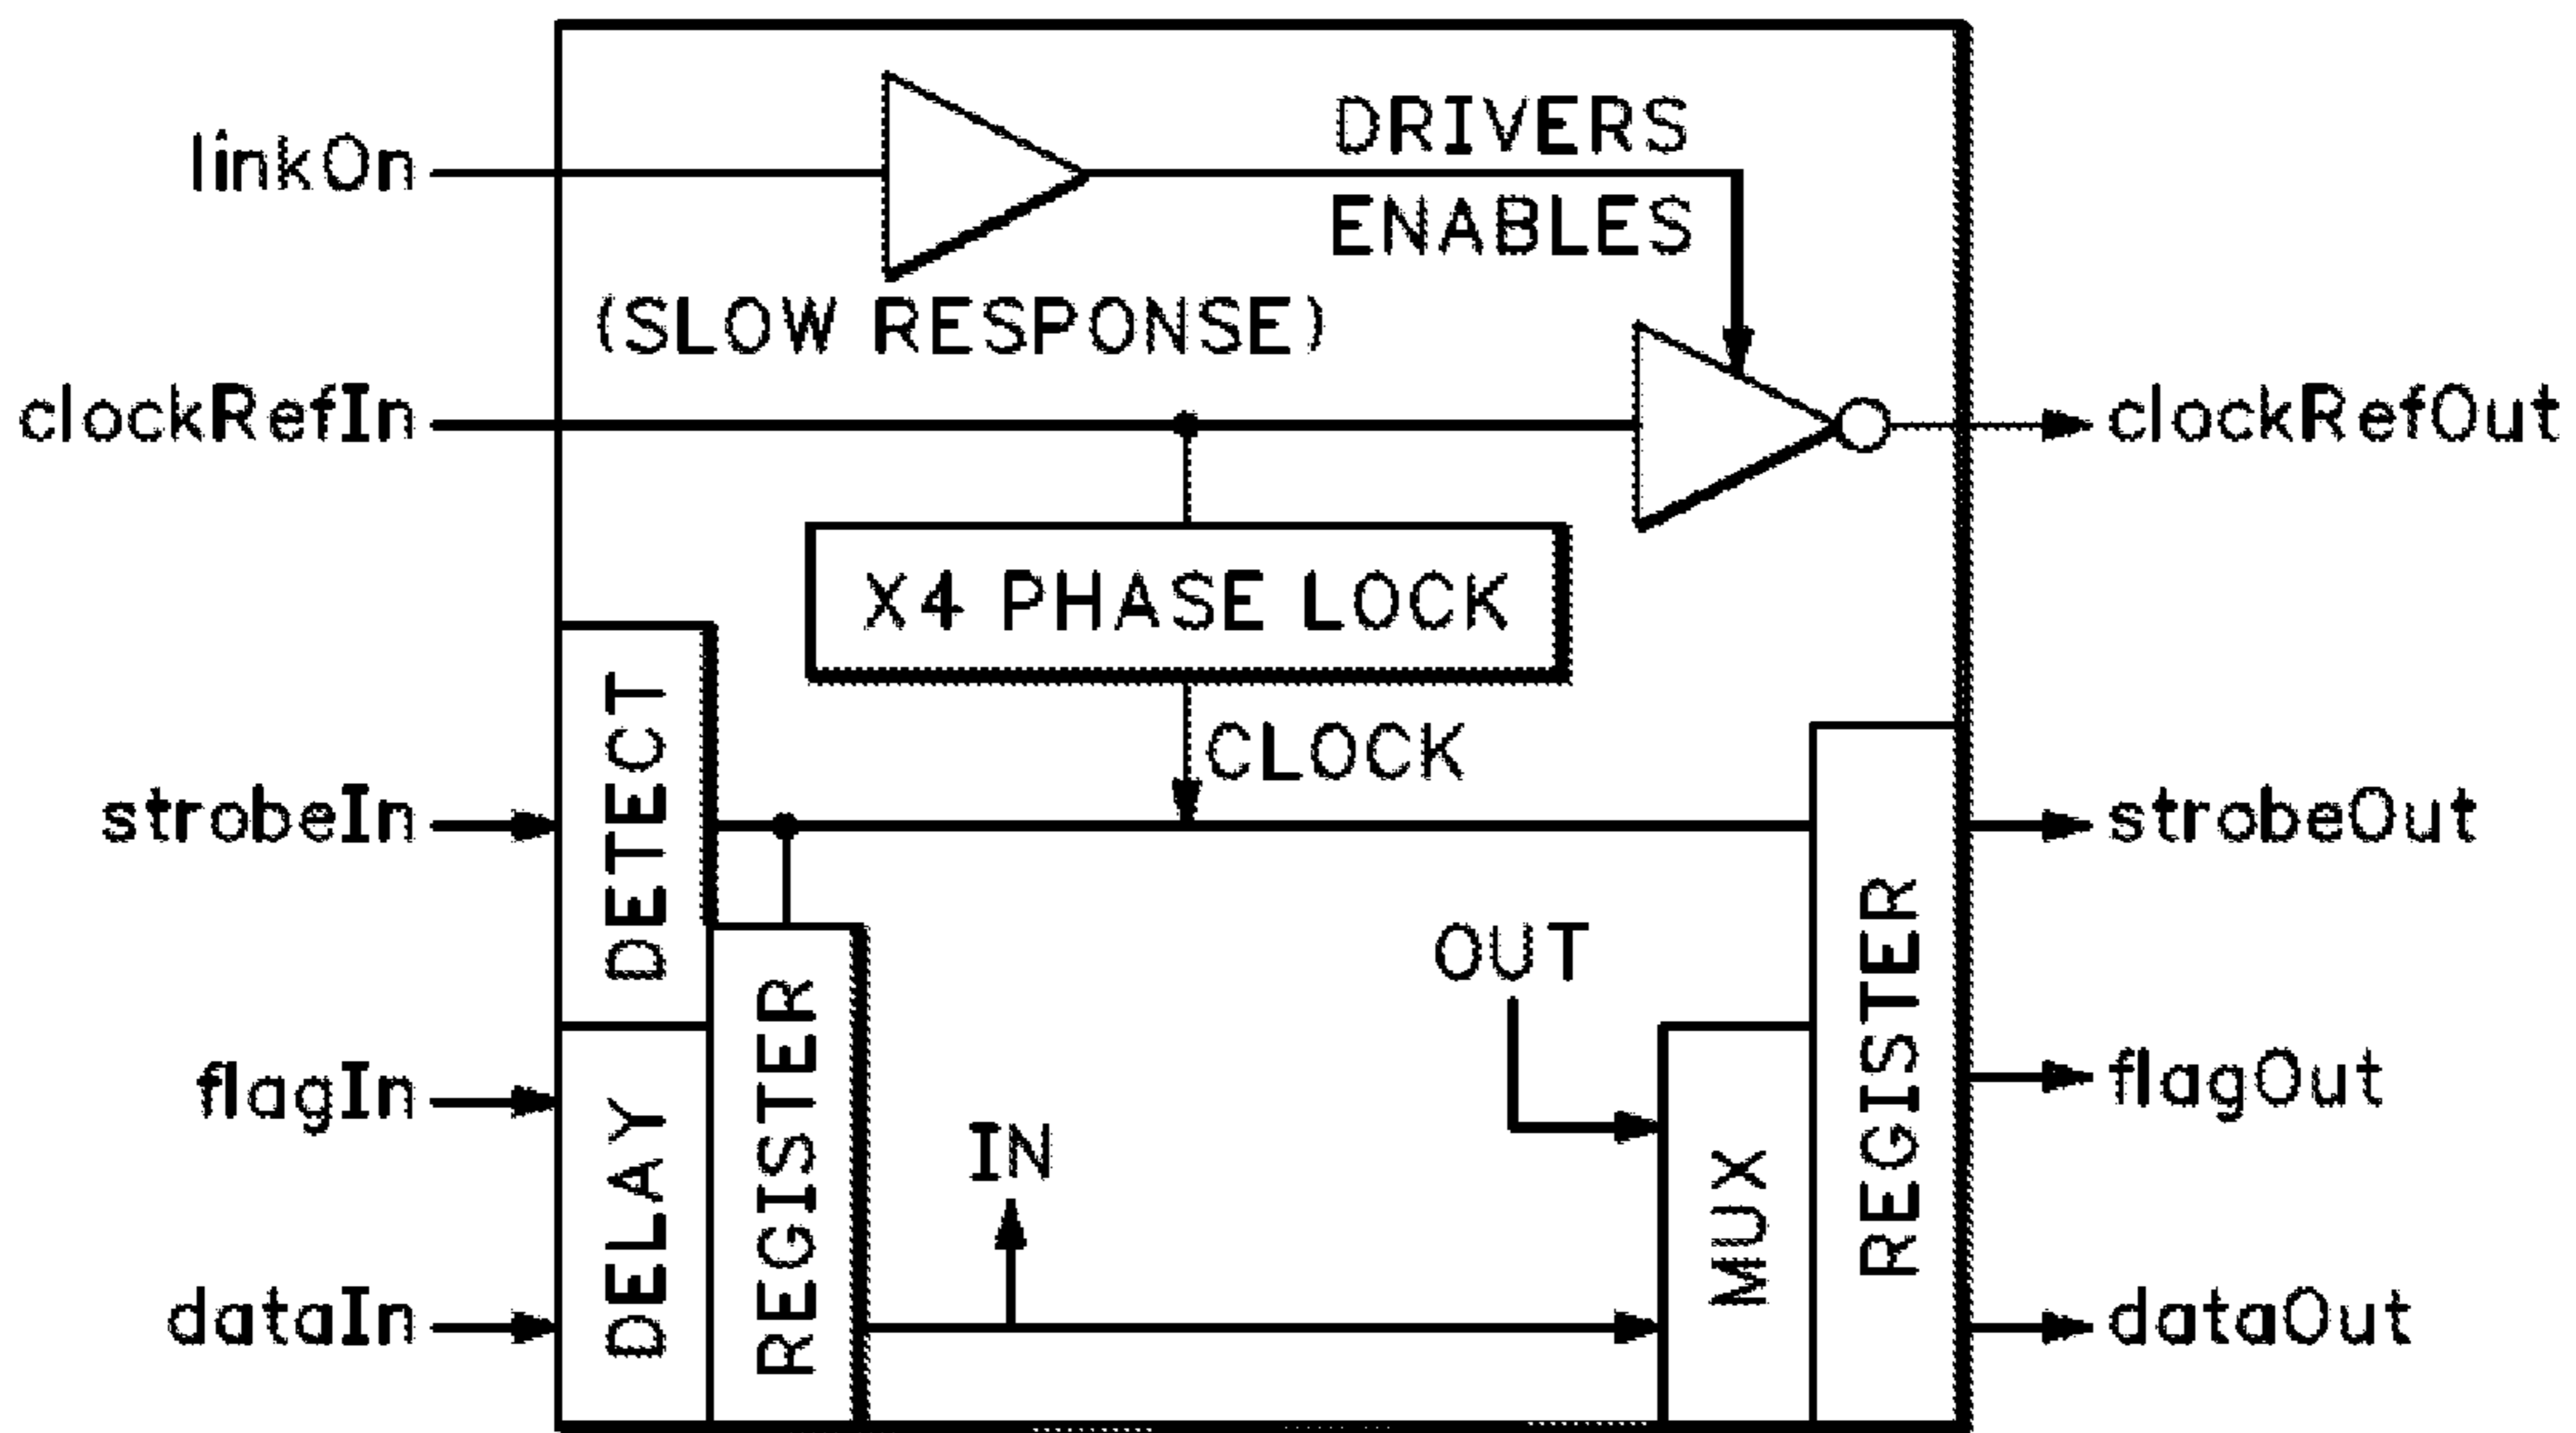 linkOn
DRIVERS
ENABLES
(SLOW RESPONSE)
clockRefIn
clockRefOut
X4 PHASE LOCK
CLOCK
DETECT
strobeIn
strobeOut
OUT
REGISTER
flagIn
flagOut
DELAY
REGISTER
IN
MUX
dataIn
dataOut